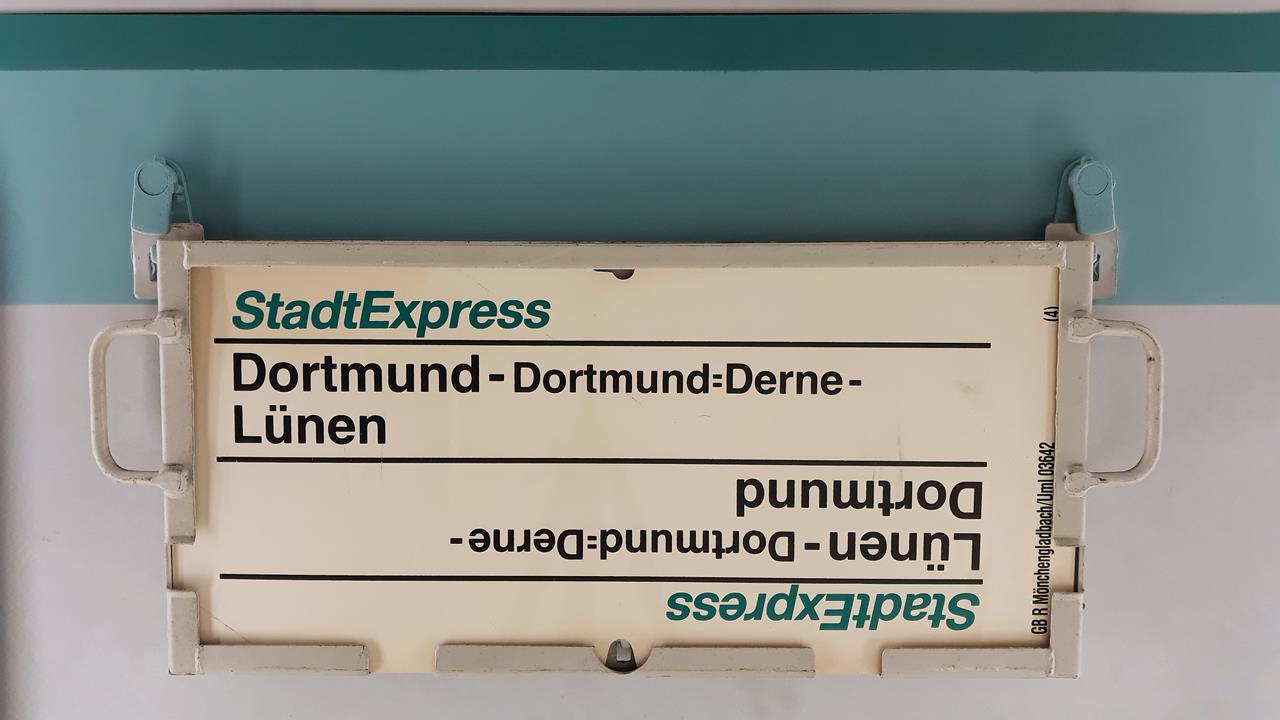 StadtExpress
Dortmund - Dortmund=Derne -
Lünen
StadtExpress
Lünen - Dortmund=Derne -
Dortmund
GB R Mönchengladbach/Uml 03642
(4)